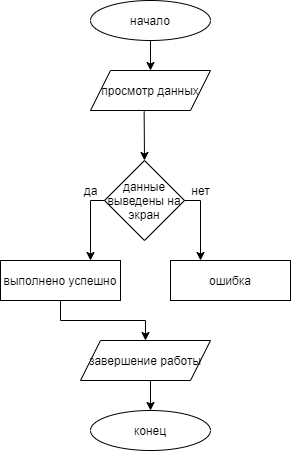 начало
просмотр данных
данные
выведены на
экран
да
нет
выполнено успешно
ошибка
завершение работы
конец